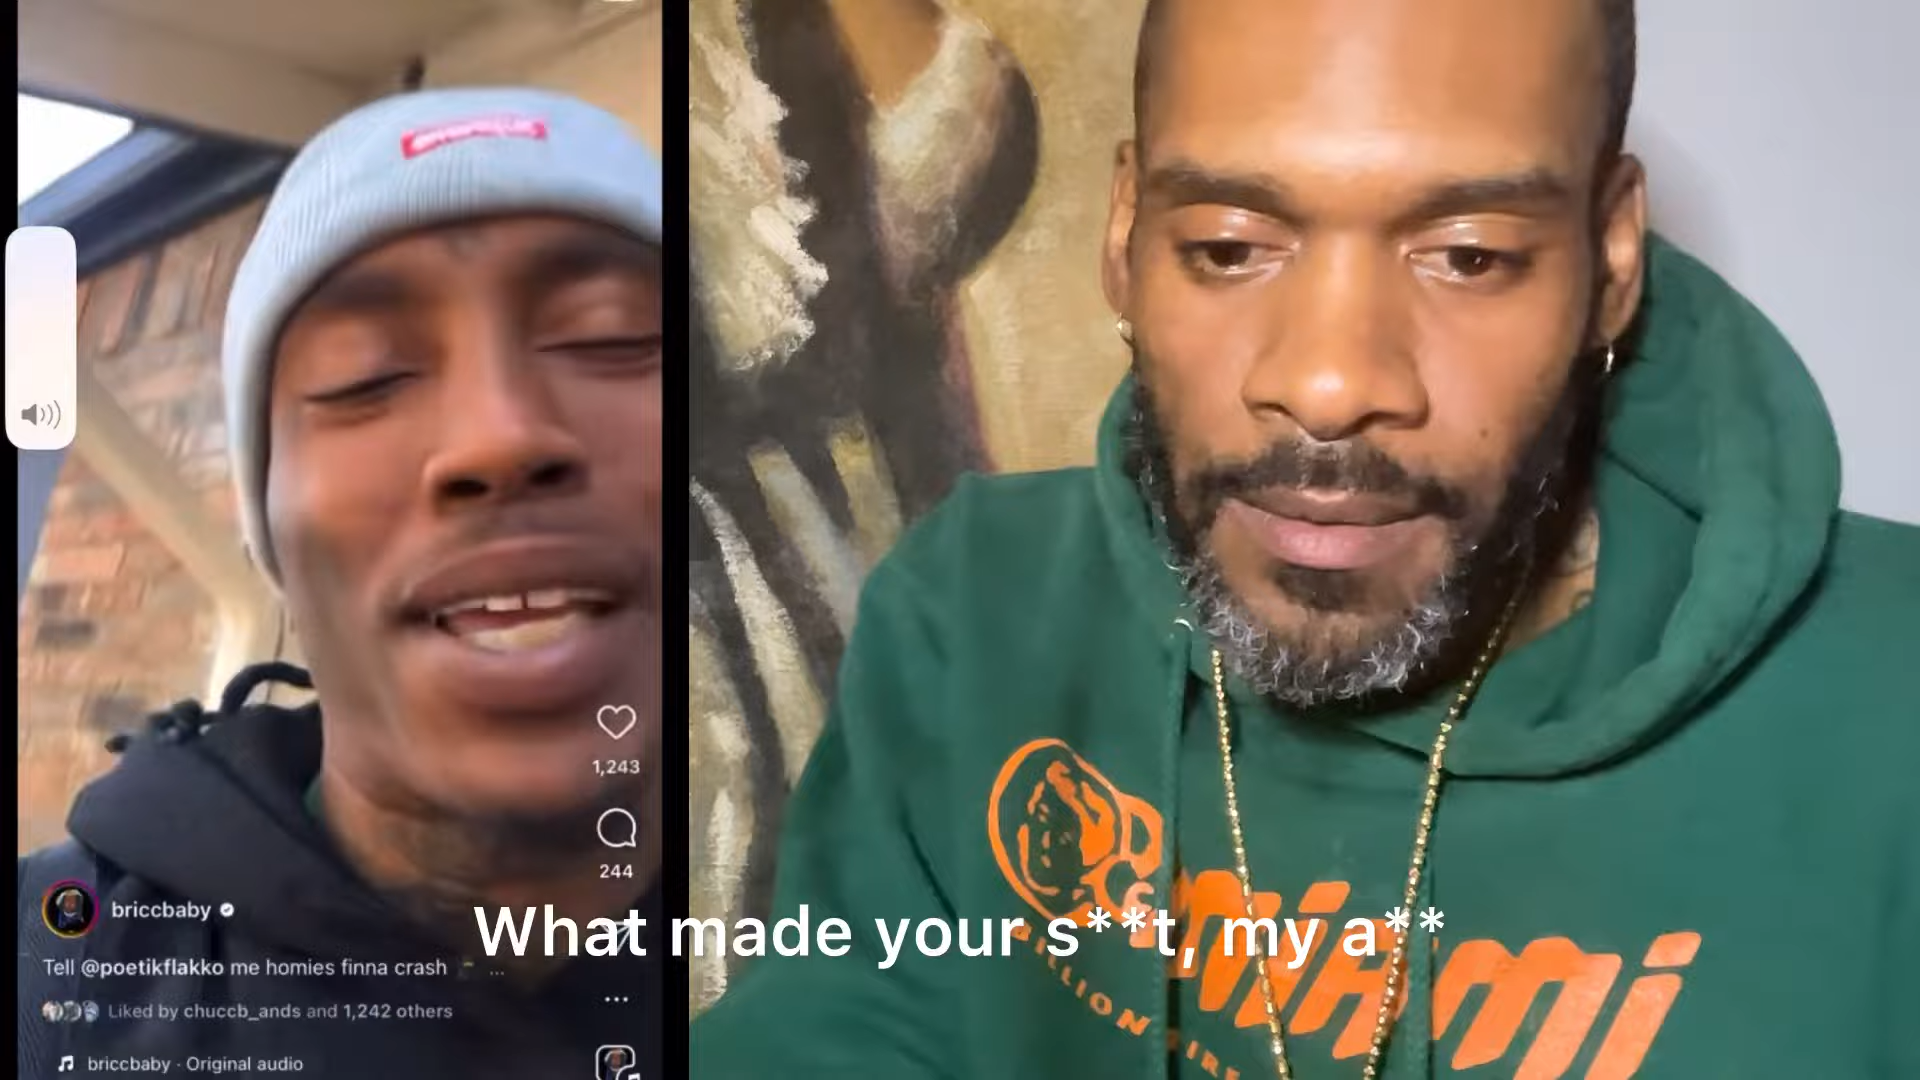 1,243
244
briccbaby
Tell @poetikflakko me homies finna crash ...
Liked by chuccb_ands and 1,242 others
briccbaby · Original audio
What made your s**t, my a**
MiAMi